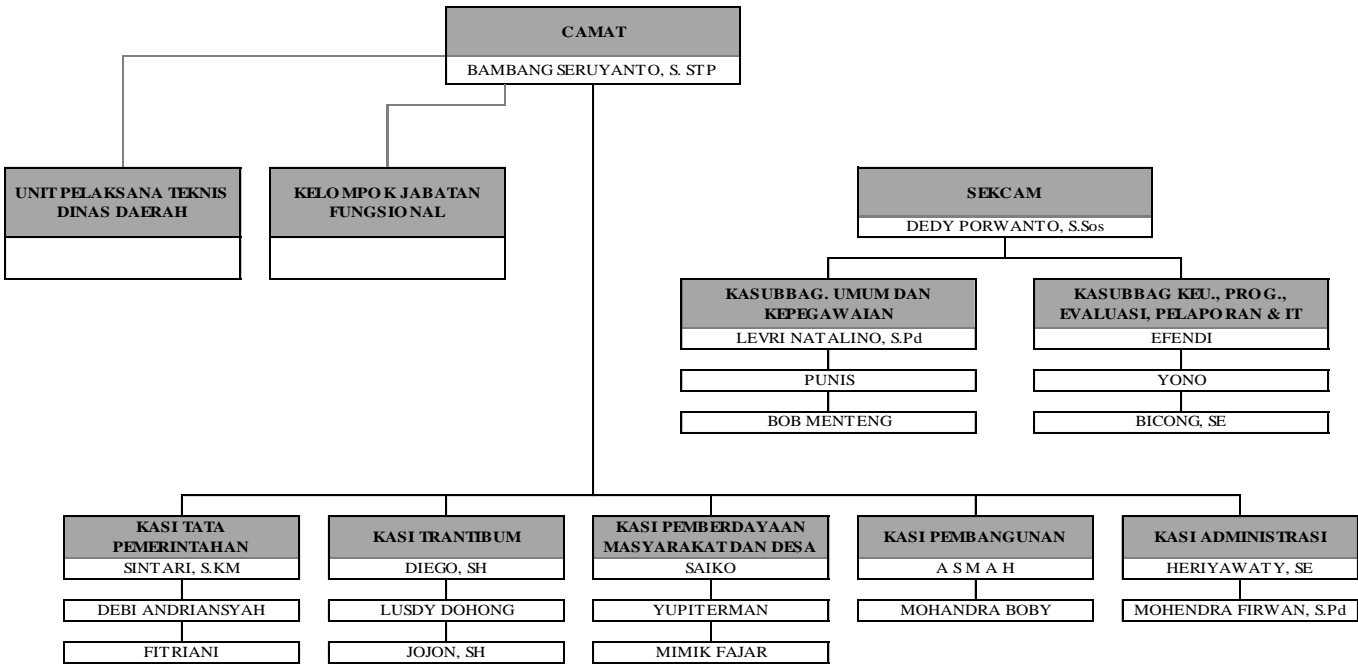 CAMAT
BAMBANG SERUYANTO, S. STP
UNIT PELAKSANA TEKNIS
DINAS DAERAH
KELOMPOK JABATAN
FUNGSIONAL
SEKCAM
DEDY PORWANTO, S.Sos
KASUBBAG. UMUM DAN
KEPEGAWAIAN
LEVRI NATALINO, S.Pd
PUNIS
BOB MENTENG
KASUBBAG KEU., PROG.,
EVALUASI, PELAPORAN & IT
EFENDI
YONO
BICONG, SE
KASI TATA
PEMERINTAHAN
SINTARI, S.KM
DEBI ANDRIANSYAH
FITRIANI
KASI TRANTIBUM
DIEGO, SH
LUSDY DOHONG
JOJON, SH
KASI PEMBERDAYAAN
MASYARAKAT DAN DESA
SAIKO
YUPITERMAN
MIMIK FAJAR
KASI PEMBANGUNAN
A S M A H
MOHANDRA BOBY
KASI ADMINISTRASI
HERIYAWATY, SE
MOHENDRA FIRWAN, S.Pd